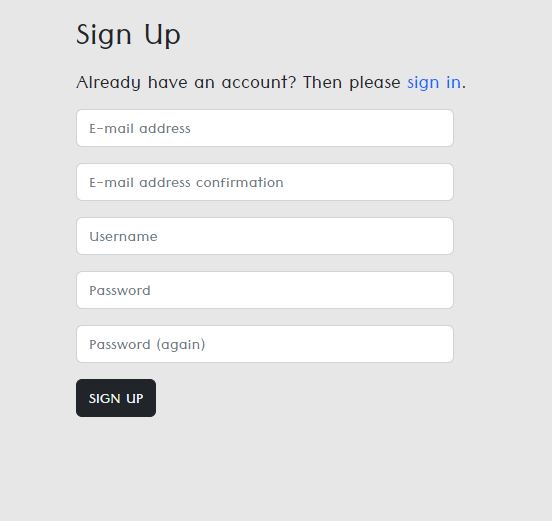 Sign Up
Already have an account? Then please sign in.
E-mail address
E-mail address confirmation
Username
Password
Password (again)
SIGN UP